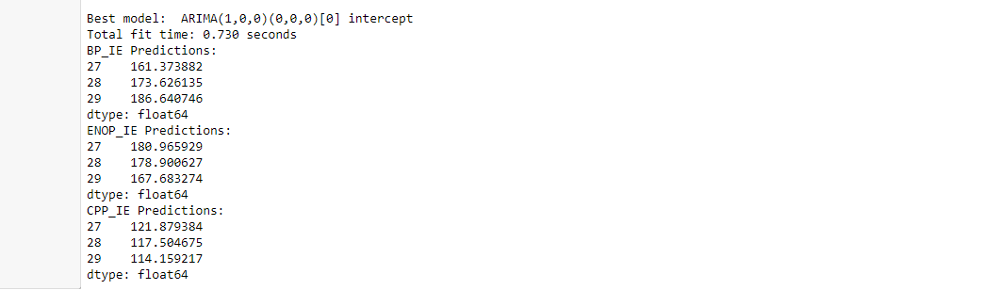 Best model:  ARIMA(1,0,0)(0,0,0)[0] intercept
Total fit time: 0.730 seconds
BP_IE Predictions:
27    161.373882
28    173.626135
29    186.640746
dtype: float64
ENOP_IE Predictions:
27    180.965929
28    178.900627
29    167.683274
dtype: float64
CPP_IE Predictions:
27    121.879384
28    117.504675
29    114.159217
dtype: float64